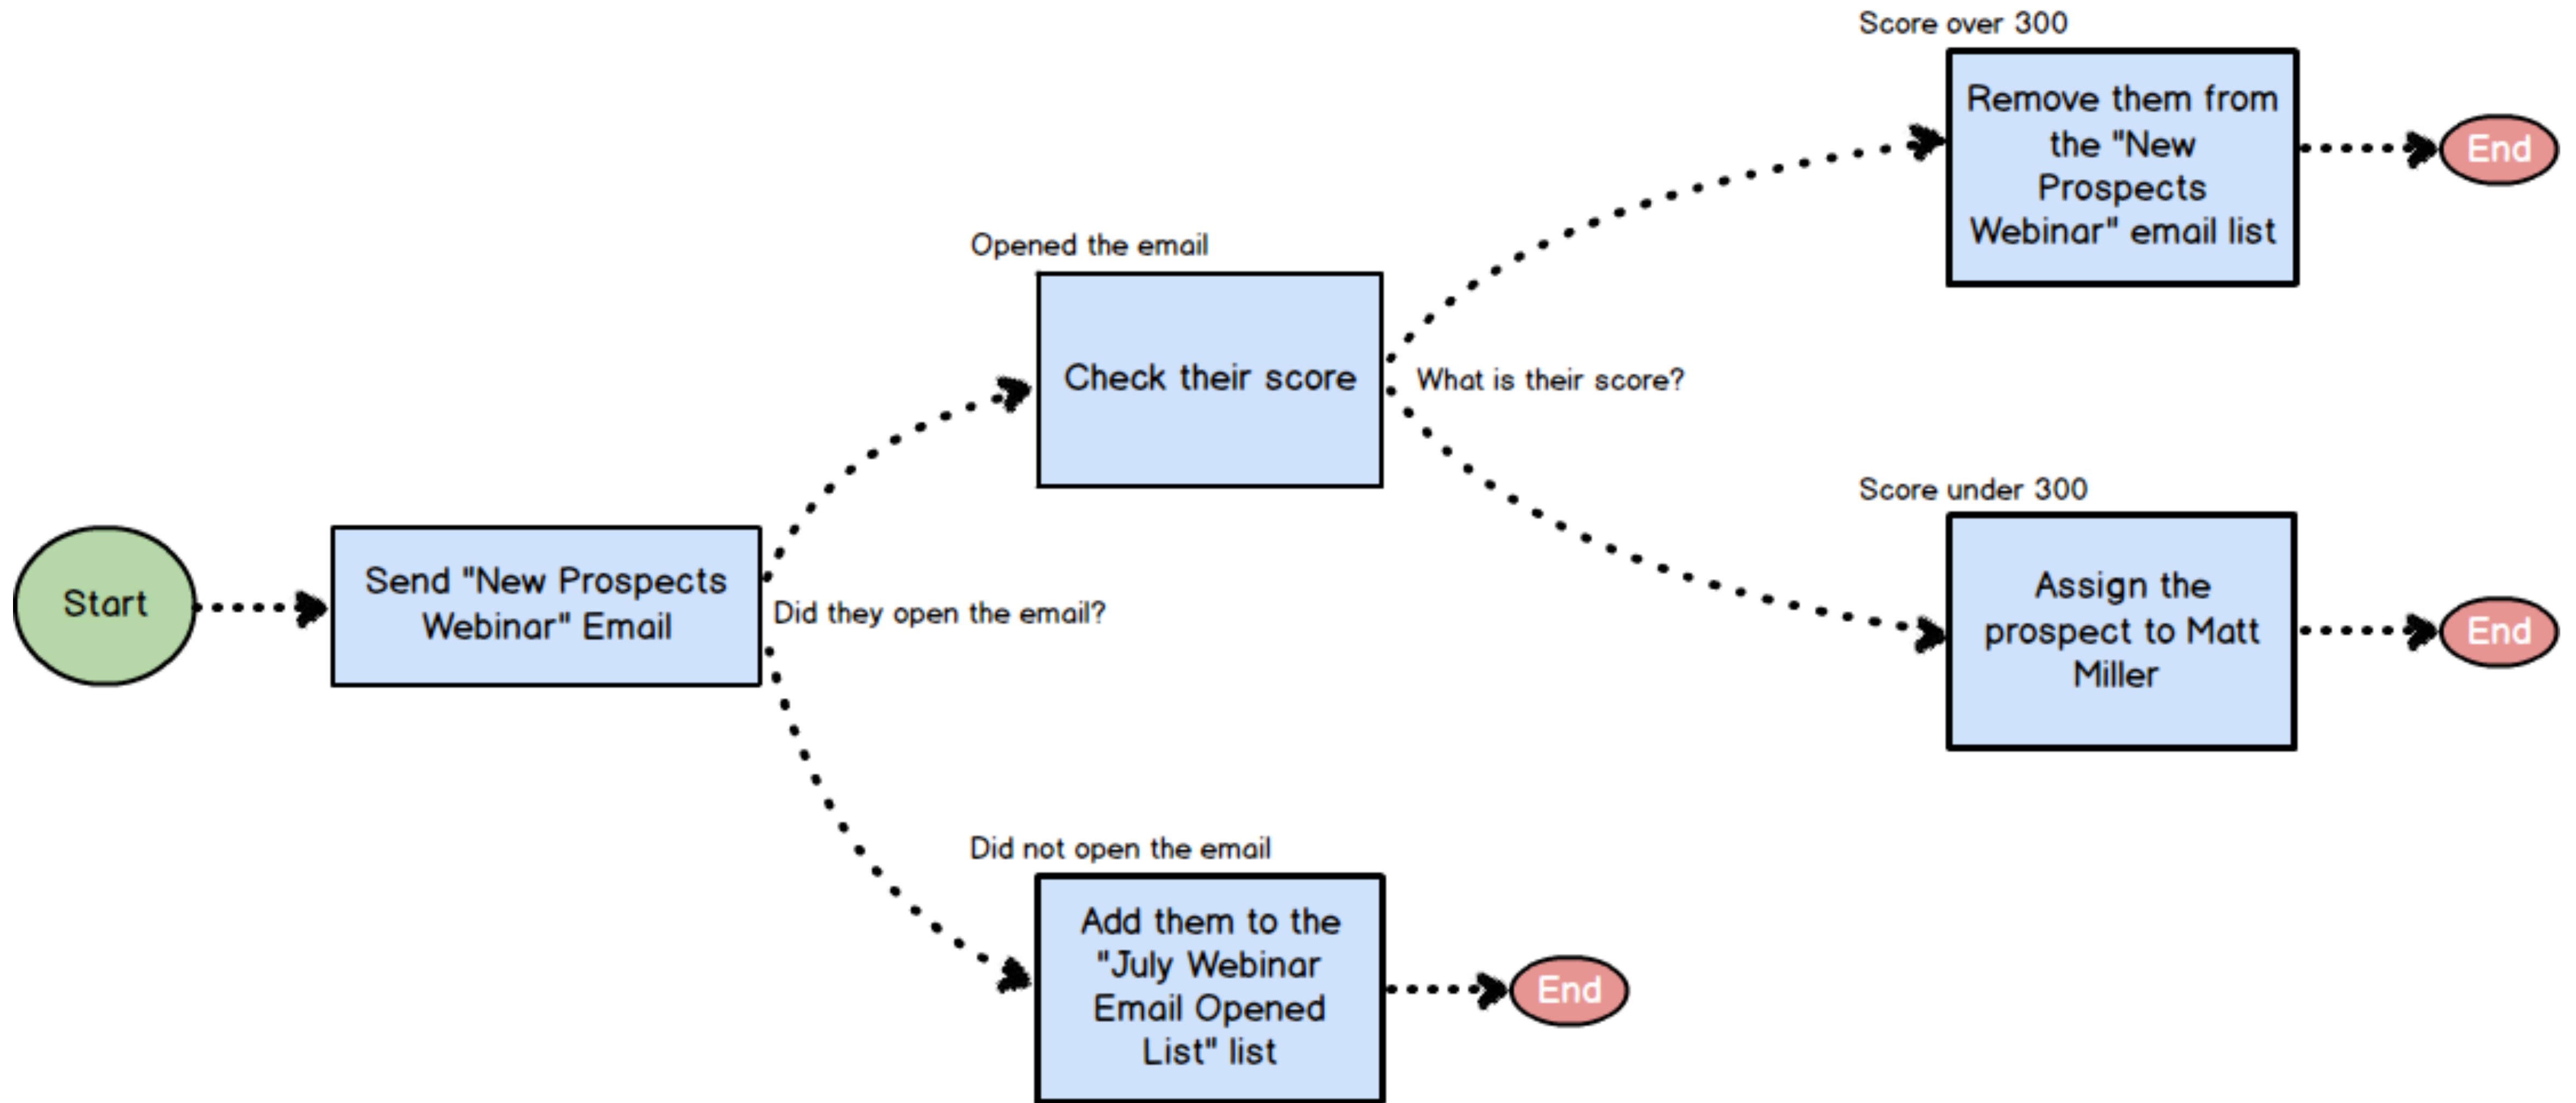 Start
Send "New Prospects
Webinar" Email
Did they open the email?
Opened the email
Check their score
What is their score?
Score over 300
Remove them from
the "New
Prospects
Webinar" email list
End
Score under 300
Assign the
prospect to Matt
Miller
End
Did not open the email
Add them to the
"July Webinar
Email Opened
List" list
End